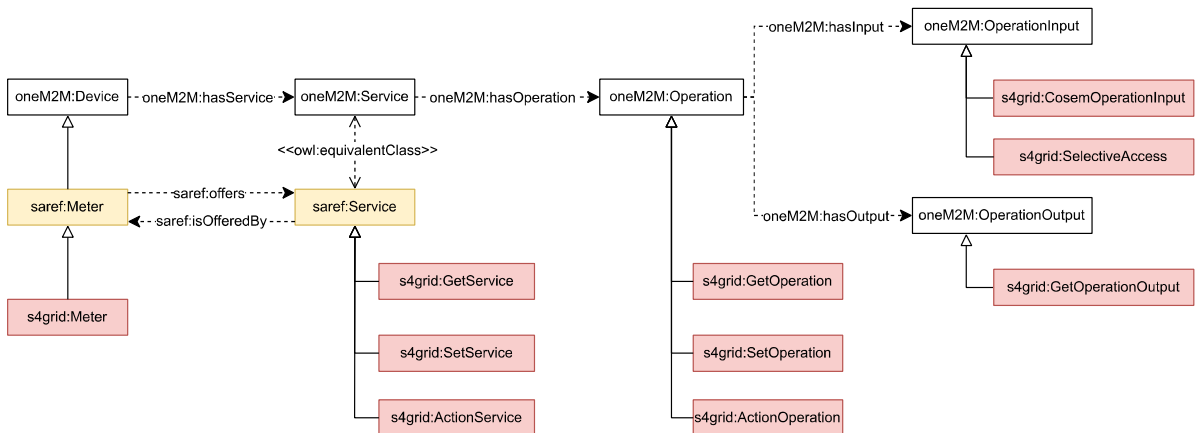 oneM2M:hasInput
oneM2M:OperationInput
oneM2M:Device
oneM2M:hasService
oneM2M:Service
oneM2M:hasOperation
oneM2M:Operation
s4grid:CosemOperationInput
<<owl:equivalentClass>>
s4grid:SelectiveAccess
saref:Meter
saref:offers
saref:isOfferedBy
saref:Service
oneM2M:hasOutput
oneM2M:OperationOutput
s4grid:GetService
s4grid:GetOperation
s4grid:GetOperationOutput
s4grid:Meter
s4grid:SetService
s4grid:SetOperation
s4grid:ActionService
s4grid:ActionOperation